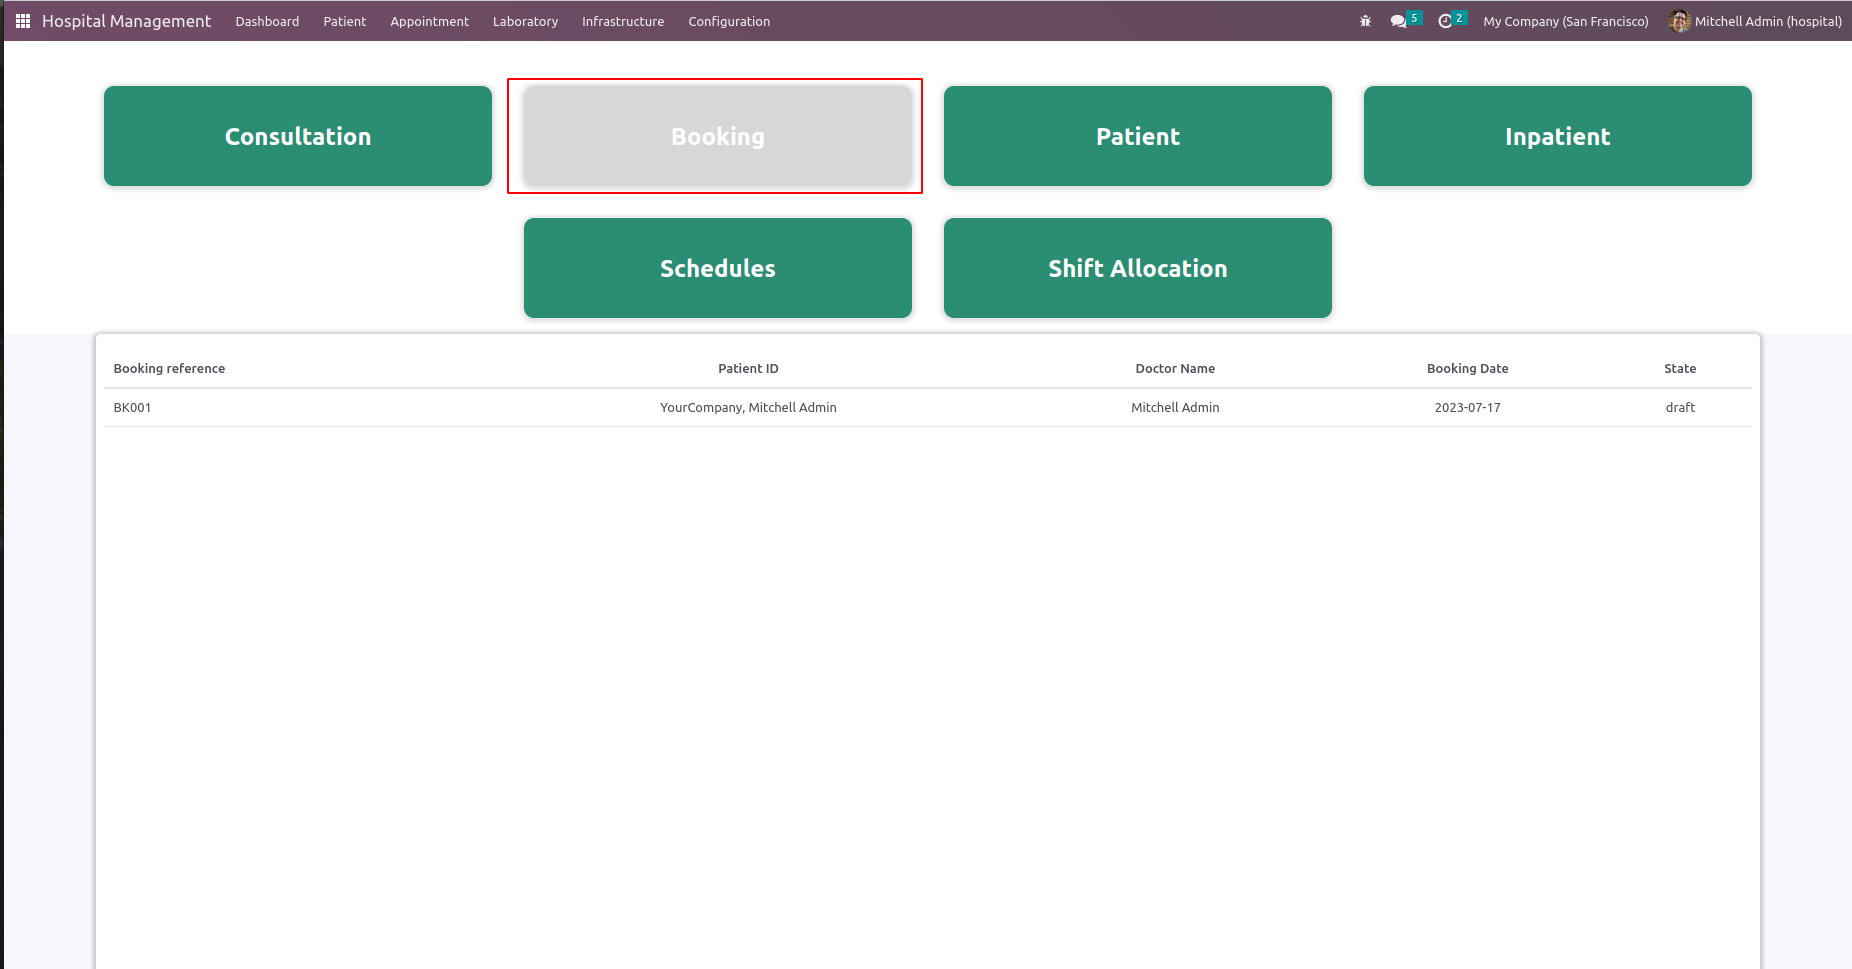 Hospital Management Dashboard Patient Appointment Laboratory Infrastructure Configuration 5 2 My Company (San Francisco) Mitchell Admin (hospital)
Consultation Booking Patient Inpatient
Schedules Shift Allocation
Booking reference Patient ID Doctor Name Booking Date State
BK001 YourCompany, Mitchell Admin Mitchell Admin 2023-07-17 draft